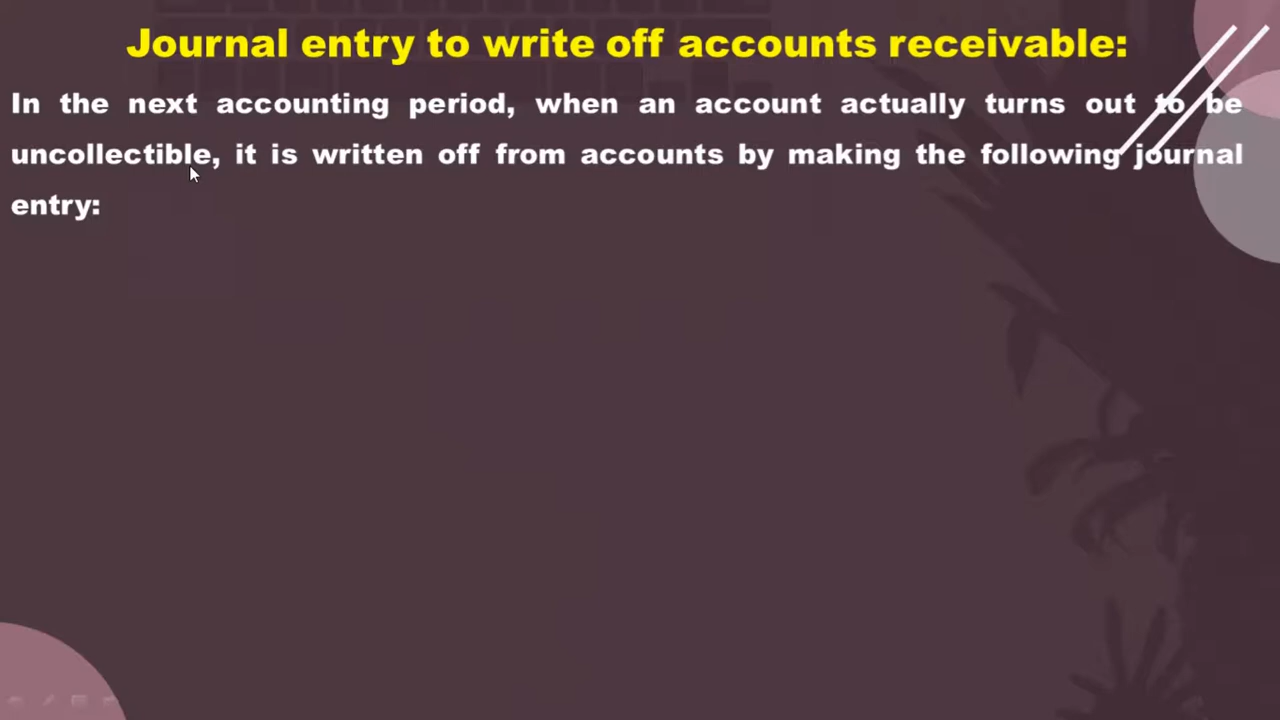 Journal entry to write off accounts receivable:
In the next accounting period, when an account actually turns out to be
uncollectible, it is written off from accounts by making the following journal
entry: